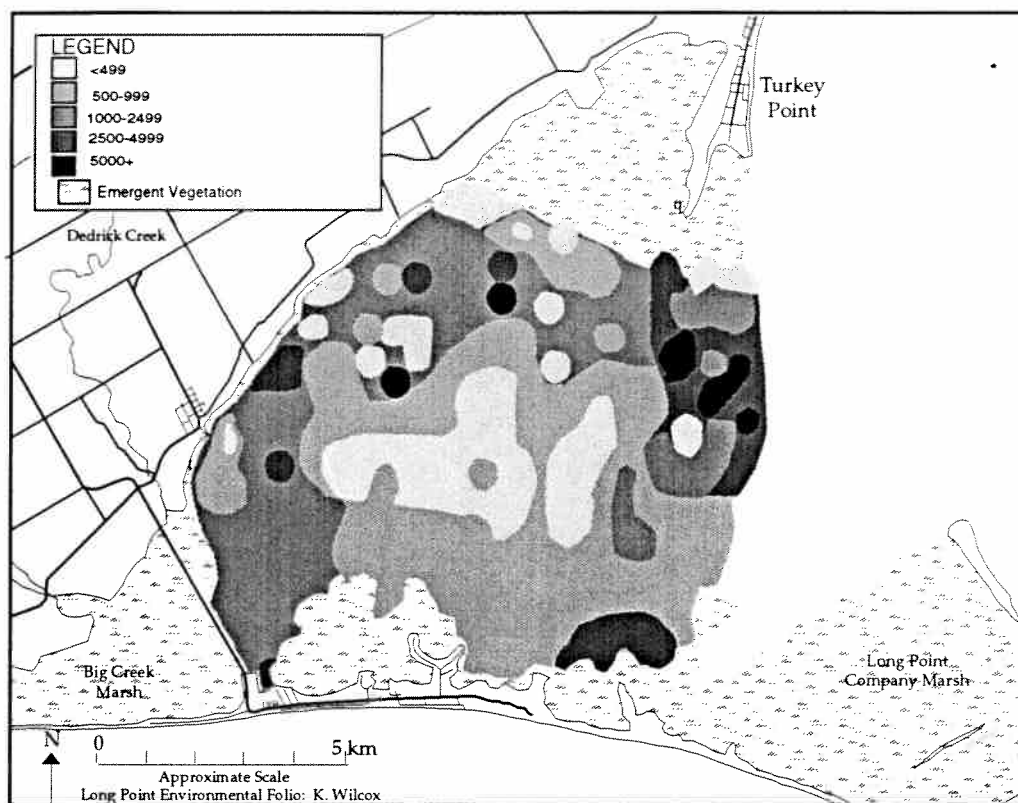 LEGEND
<499
500-999
1000-2499
2500-4999
5000+
Emergent Vegetation
Turkey
Point
Dedrick Creek
Big Creek
Marsh
Long Point
Company Marsh
N
0 5 km
Approximate Scale
Long Point Environmental Folio: K. Wilcox